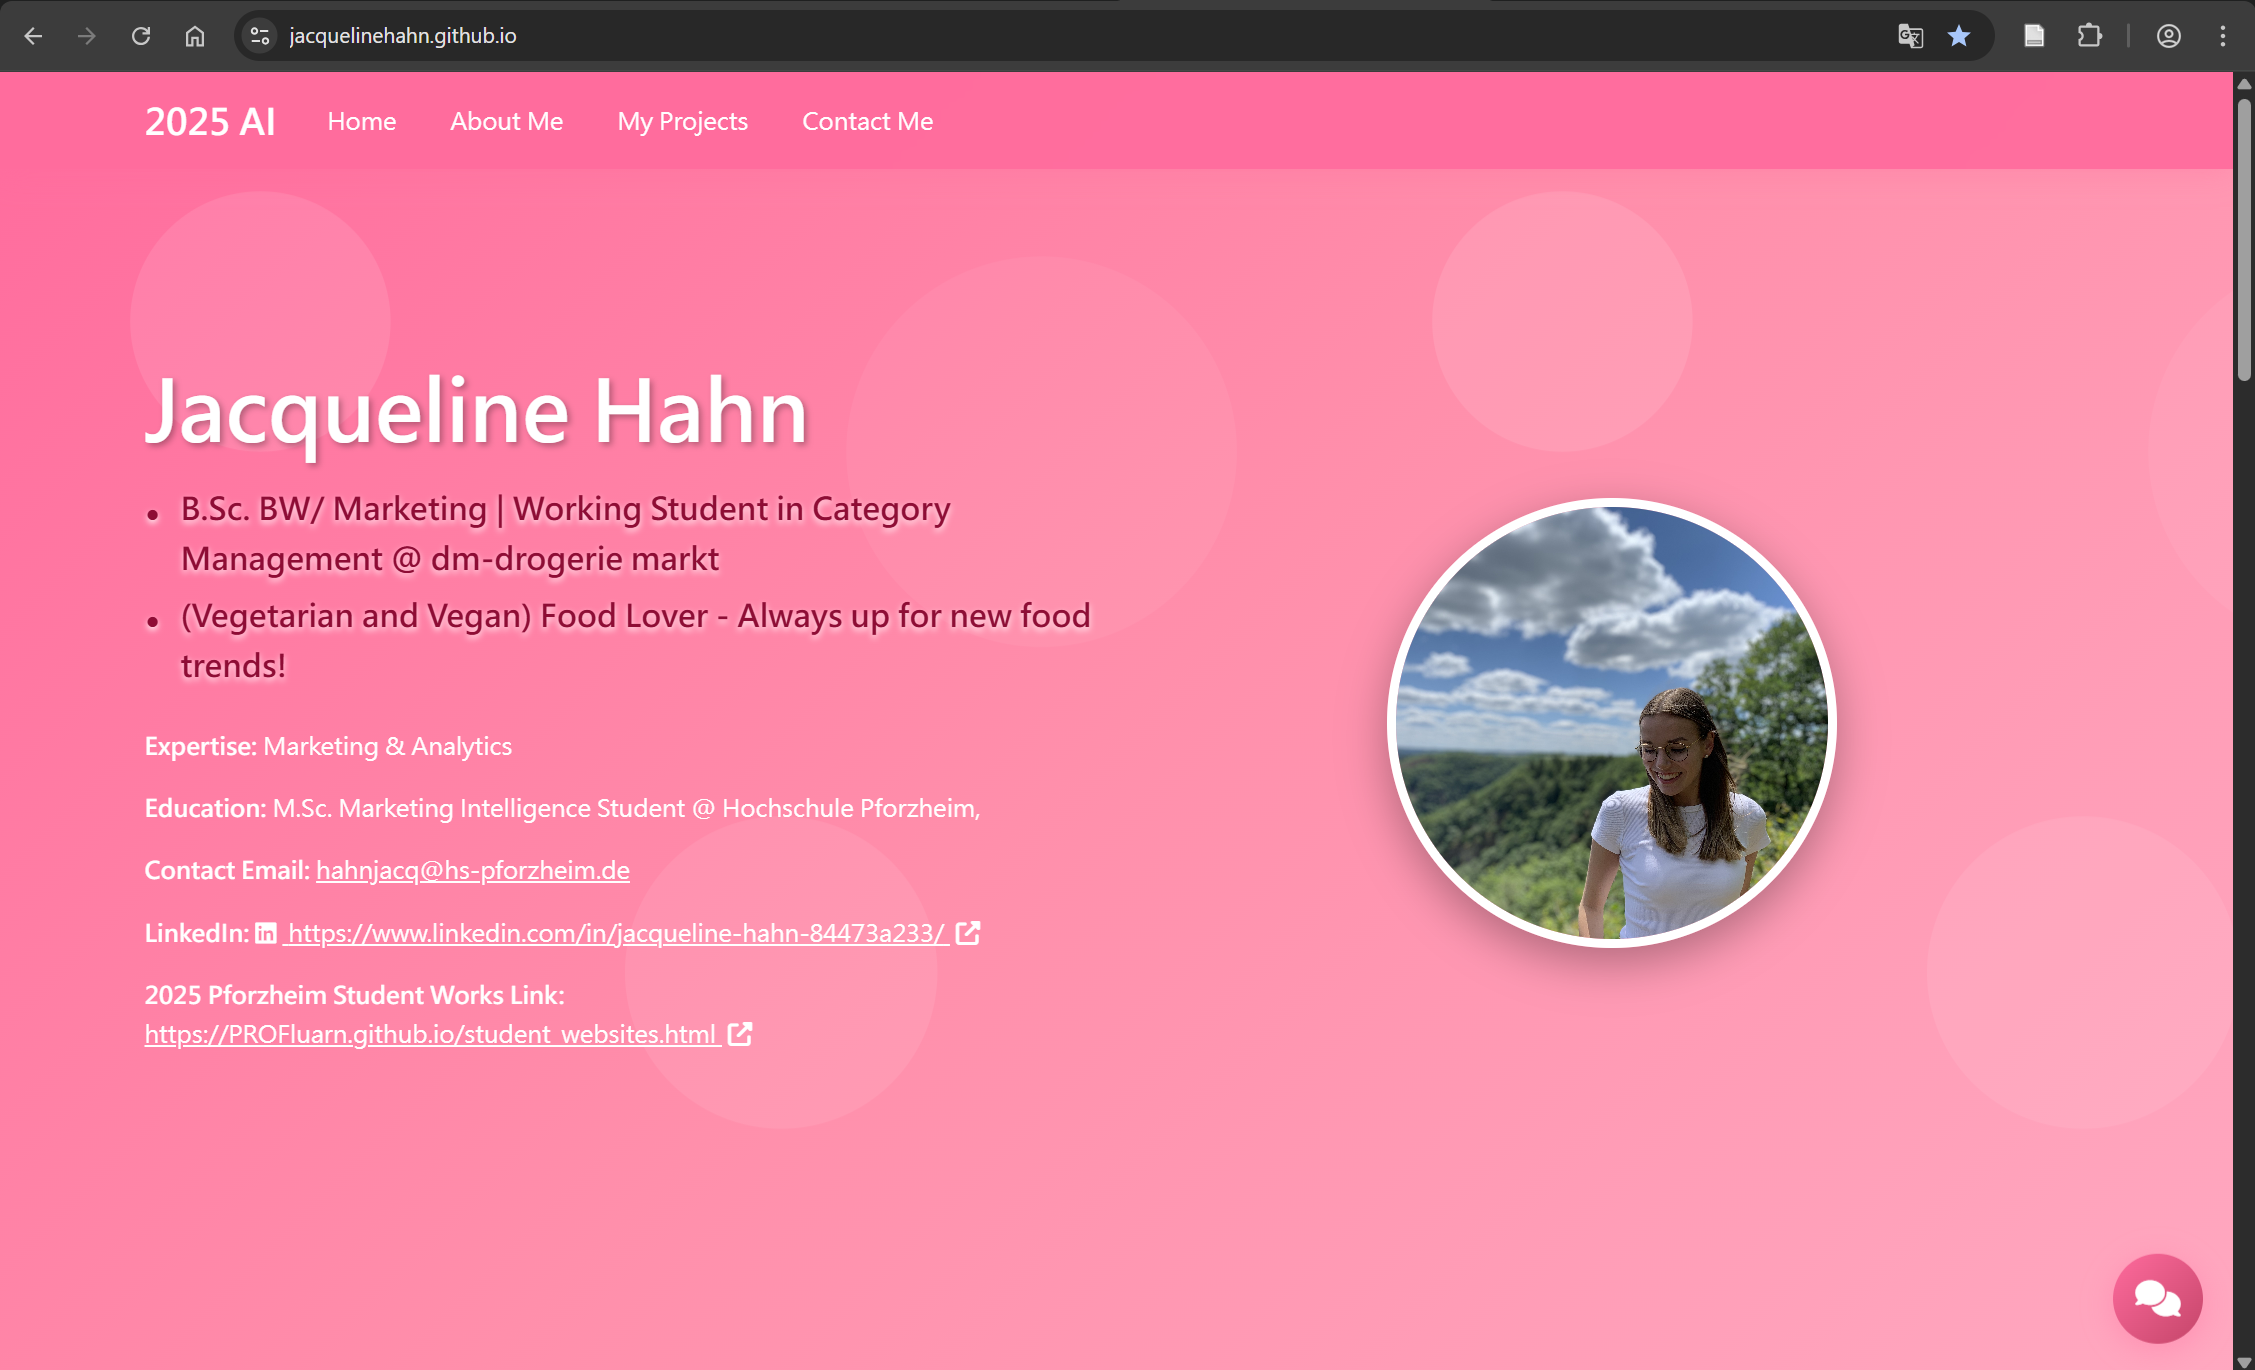 jacquelinehahn.github.io
2025 AI Home About Me My Projects Contact Me
Jacqueline Hahn
• B.Sc. BW/ Marketing | Working Student in Category
Management @ dm-drogerie markt
• (Vegetarian and Vegan) Food Lover - Always up for new food
trends!
Expertise: Marketing & Analytics
Education: M.Sc. Marketing Intelligence Student @ Hochschule Pforzheim,
Contact Email: hahnjacq@hs-pforzheim.de
LinkedIn: https://www.linkedin.com/in/jacqueline-hahn-84473a233/
2025 Pforzheim Student Works Link:
https://PROFluarn.github.io/student_websites.html